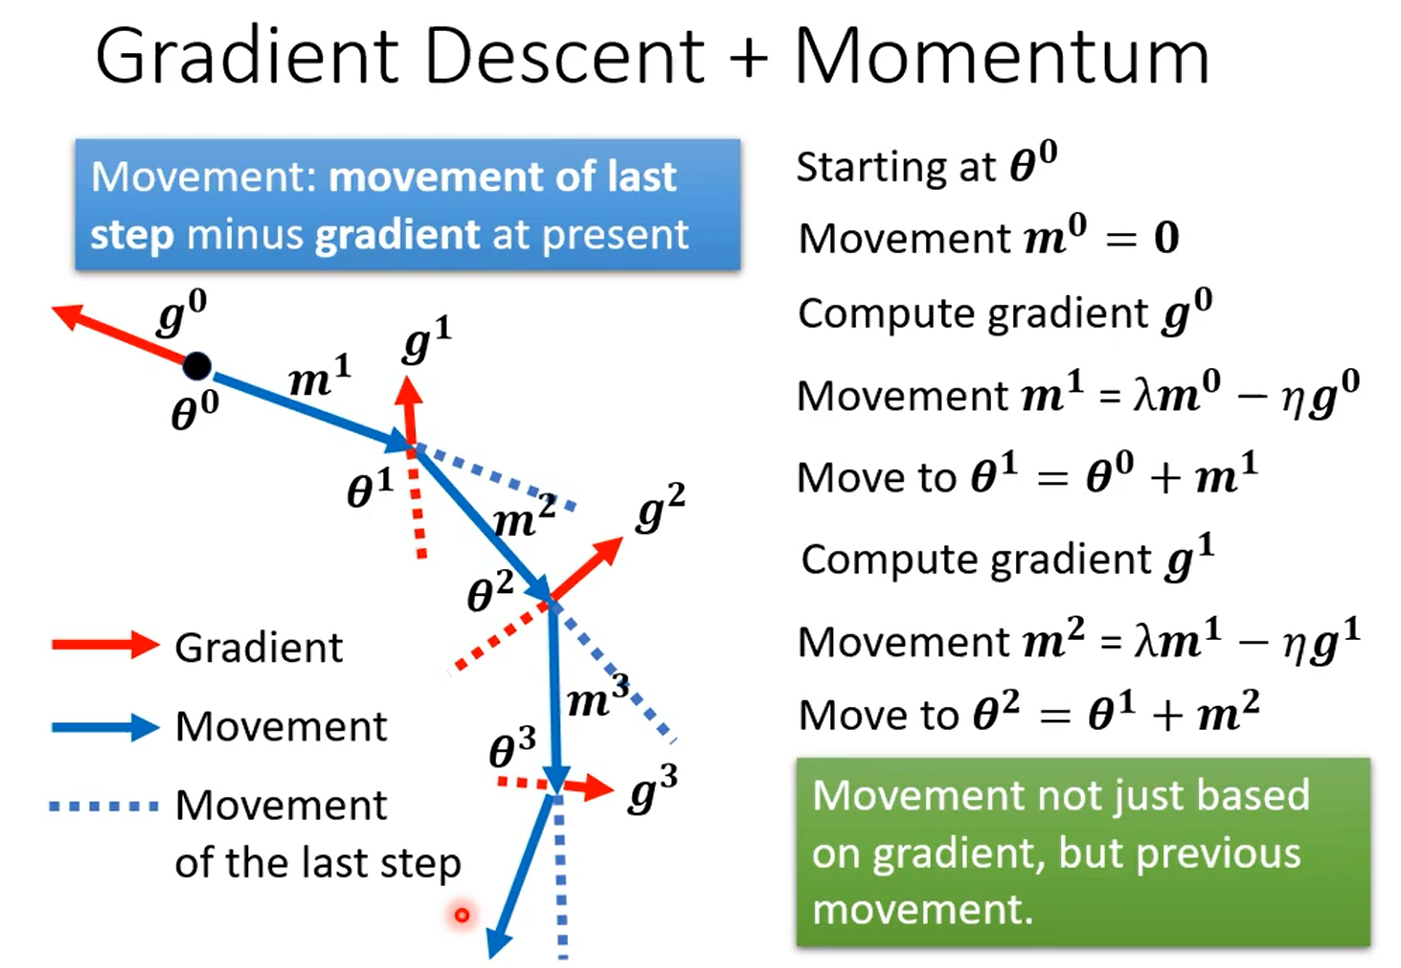 Gradient Descent + Momentum
Movement: movement of last
step minus gradient at present
Starting at θ⁰
Movement m⁰ = 0
Compute gradient g⁰
Movement m¹ = λm⁰ − ηg⁰
Move to θ¹ = θ⁰ + m¹
Compute gradient g¹
Movement m² = λm¹ − ηg¹
Move to θ² = θ¹ + m²
Movement not just based
on gradient, but previous
movement.
g⁰
m¹
g¹
θ⁰
θ¹
m²
g²
θ²
m³
θ³
g³
Gradient
Movement
Movement
of the last step